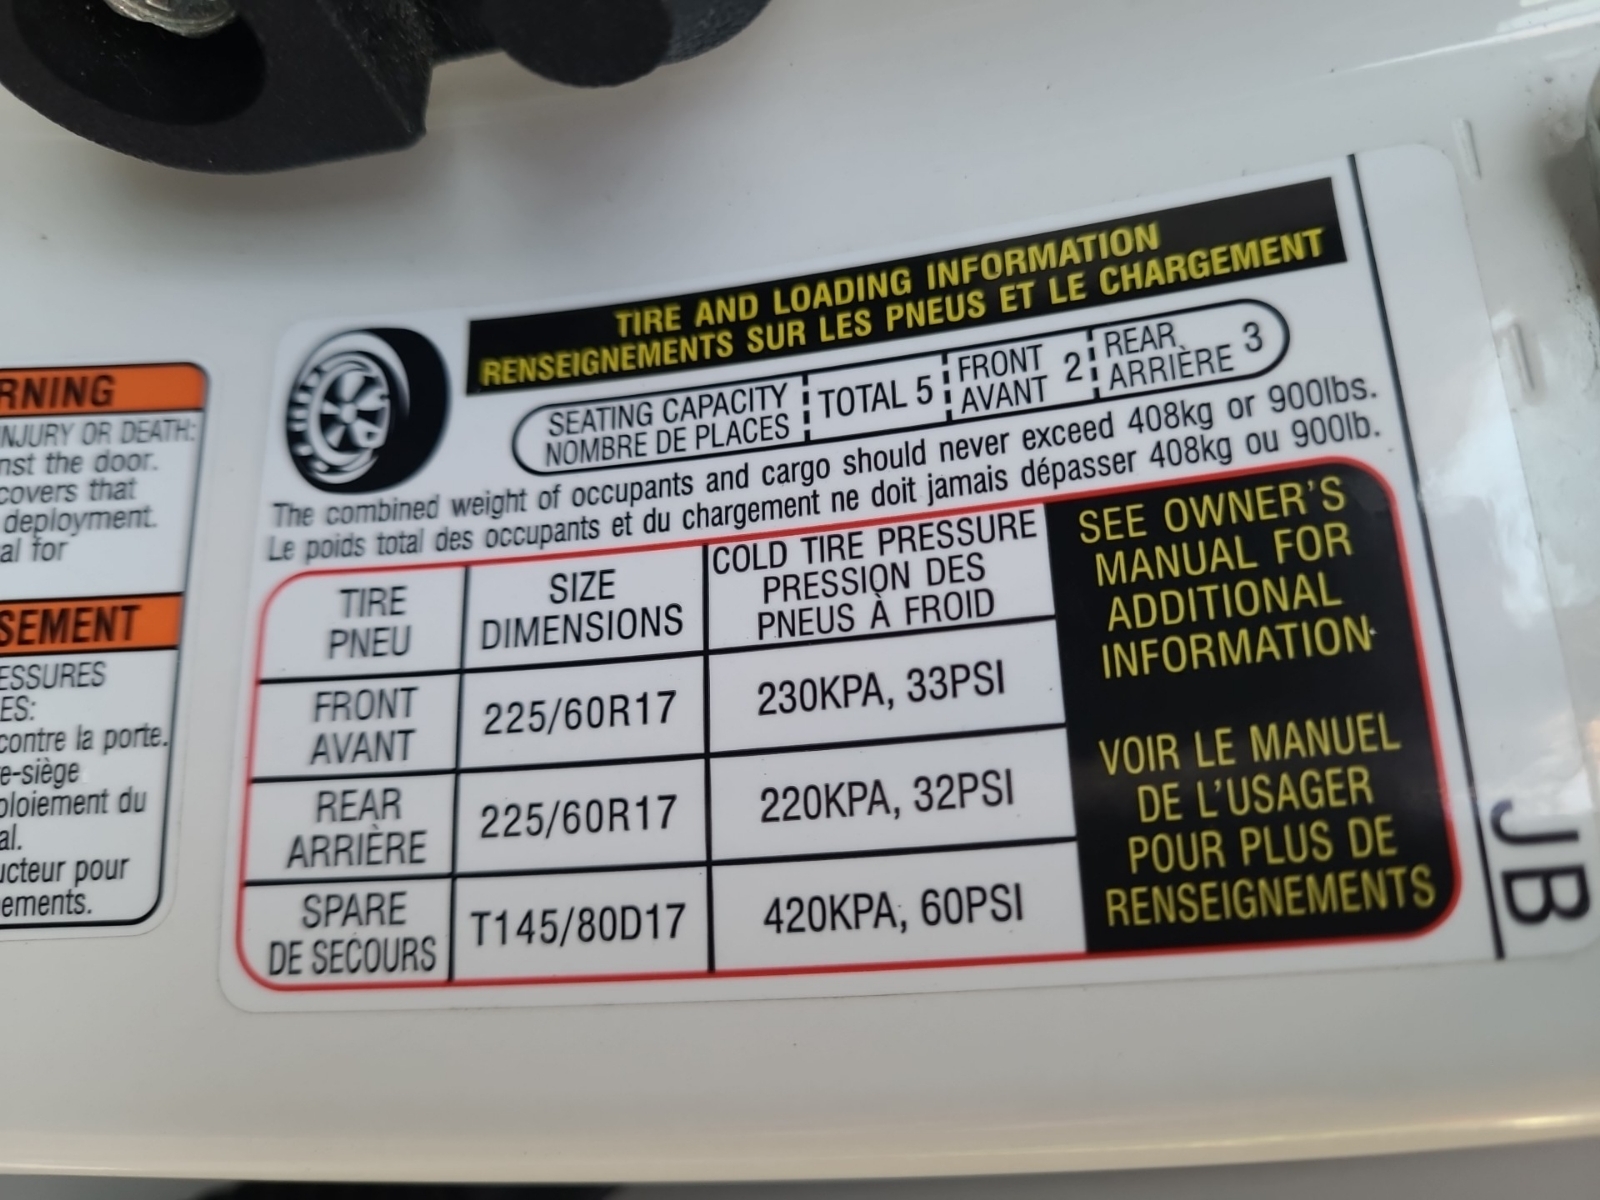 RNING
NJURY OR DEATH:
nst the door.
covers that
deployment.
al for
SEMENT
ESSURES
ES:
contre la porte.
e-siège
ploiement du
al.
ucteur pour
ements.
TIRE AND LOADING INFORMATION
RENSEIGNEMENTS SUR LES PNEUS ET LE CHARGEMENT
SEATING CAPACITY
NOMBRE DE PLACES
TOTAL 5
FRONT
AVANT
2
REAR
ARRIÈRE
3
The combined weight of occupants and cargo should never exceed 408kg or 900lbs.
Le poids total des occupants et du chargement ne doit jamais dépasser 408kg ou 900lb.
TIRE
PNEU
SIZE
DIMENSIONS
COLD TIRE PRESSURE
PRESSION DES
PNEUS À FROID
FRONT
AVANT
225/60R17
230KPA, 33PSI
REAR
ARRIÈRE
225/60R17
220KPA, 32PSI
SPARE
DE SECOURS
T145/80D17
420KPA, 60PSI
SEE OWNER'S
MANUAL FOR
ADDITIONAL
INFORMATION
VOIR LE MANUEL
DE L'USAGER
POUR PLUS DE
RENSEIGNEMENTS
JB